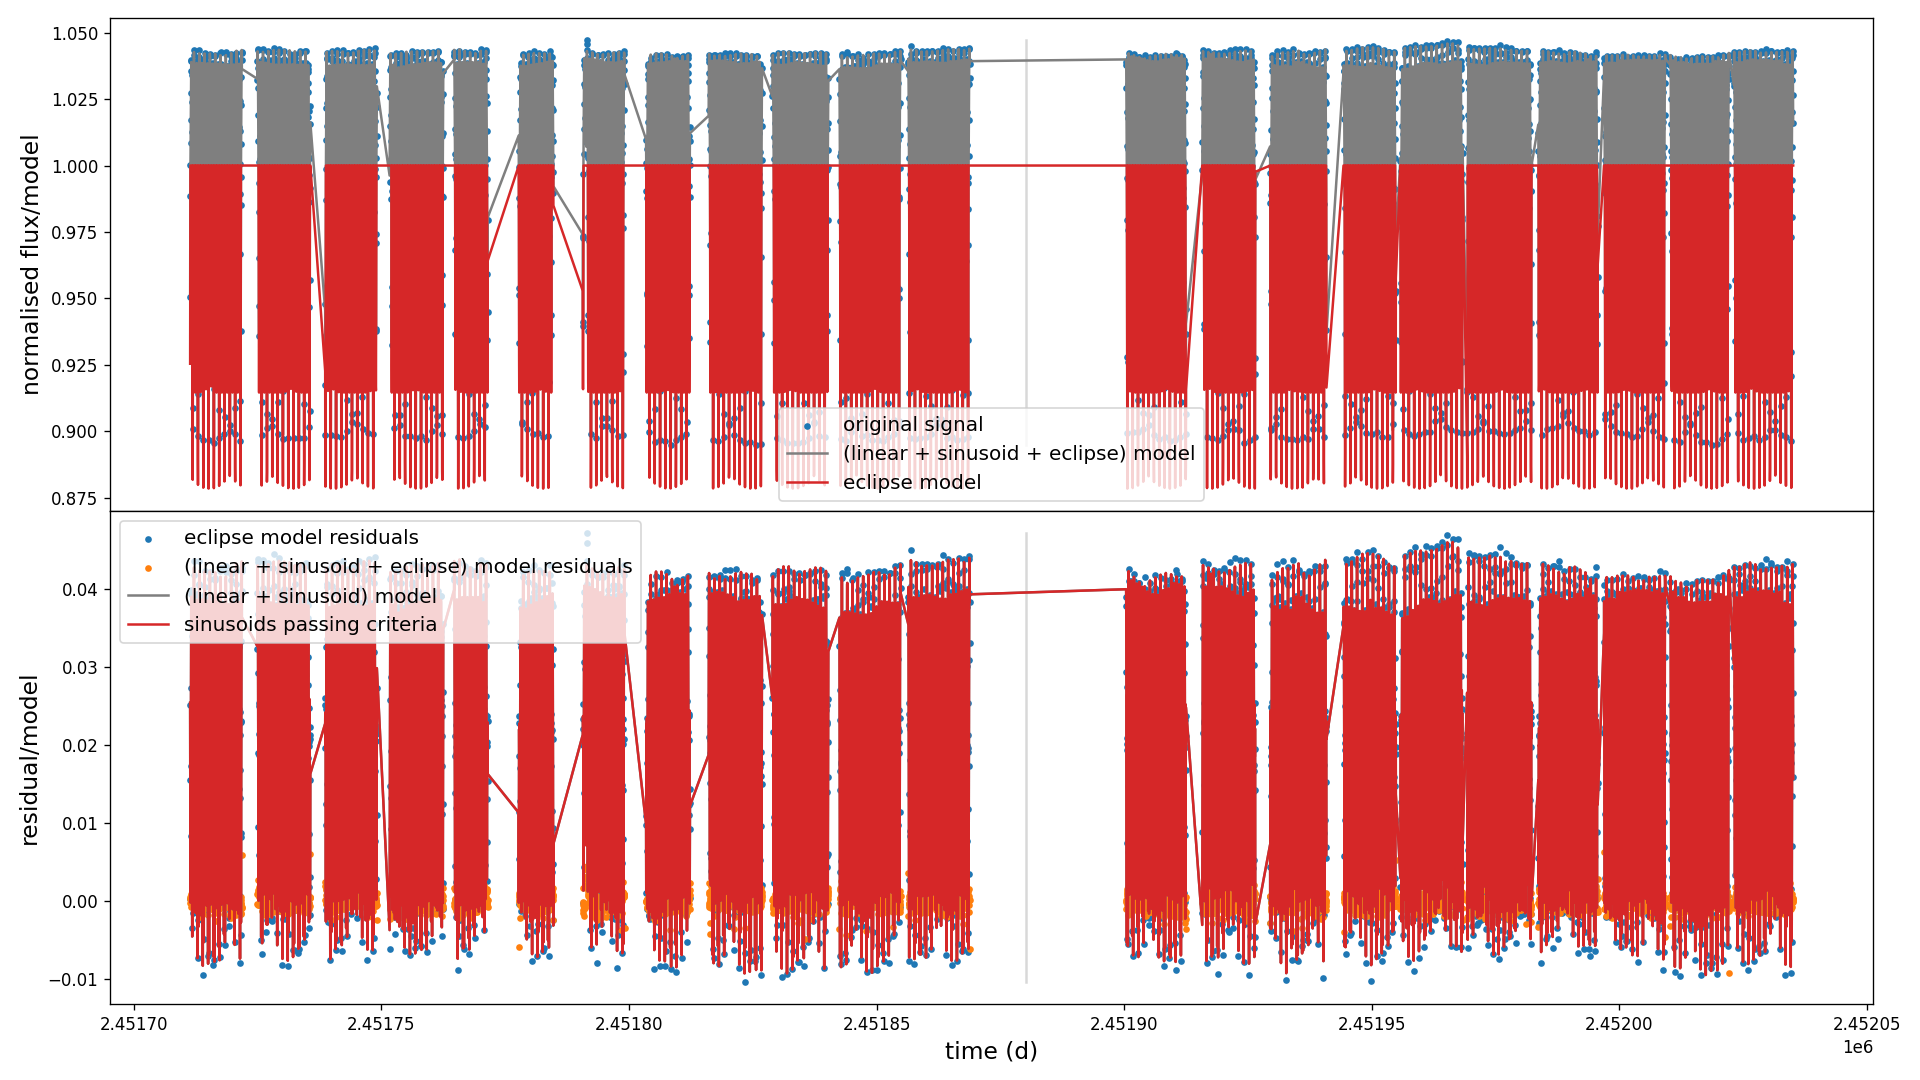 1.050
1.025
1.000
0.975
0.950
0.925
0.900
0.875
normalised flux/model
original signal
(linear + sinusoid + eclipse) model
eclipse model
eclipse model residuals
(linear + sinusoid + eclipse) model residuals
(linear + sinusoid) model
sinusoids passing criteria
0.04
0.03
0.02
0.01
0.00
−0.01
residual/model
2.45170 2.45175 2.45180 2.45185 2.45190 2.45195 2.45200 2.45205
1e6
time (d)